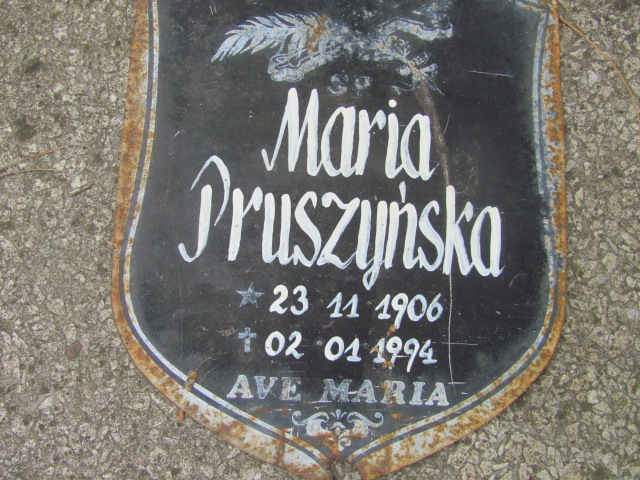 Maria
Pruszyńska
23 11 1906
02 01 1994
AVE MARIA